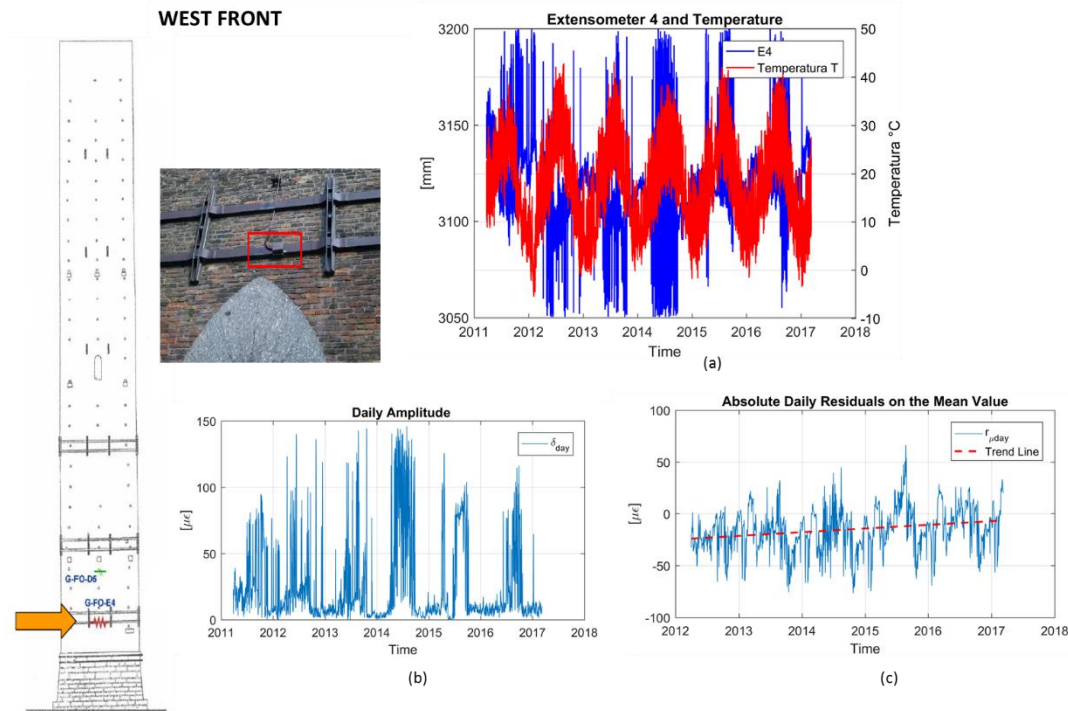 WEST FRONT
G-FO-D5
G-FO-E4
Extensometer 4 and Temperature
E4
Temperatura T
3200
3150
3100
3050
[mm]
50
40
30
20
10
0
-10
Temperatura °C
2011 2012 2013 2014 2015 2016 2017 2018
Time
(a)
Daily Amplitude
δday
150
100
50
0
[με]
2011 2012 2013 2014 2015 2016 2017 2018
Time
(b)
Absolute Daily Residuals on the Mean Value
rμday
Trend Line
100
50
0
-50
-100
[με]
2012 2013 2014 2015 2016 2017 2018
Time
(c)